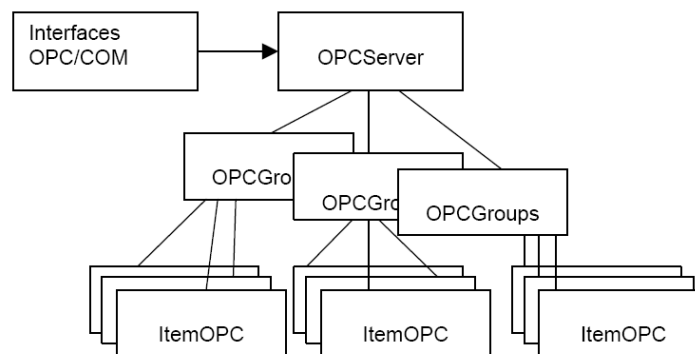 Interfaces
OPC/COM
OPCServer
OPCGro
OPCGro
OPCGroups
ItemOPC
ItemOPC
ItemOPC